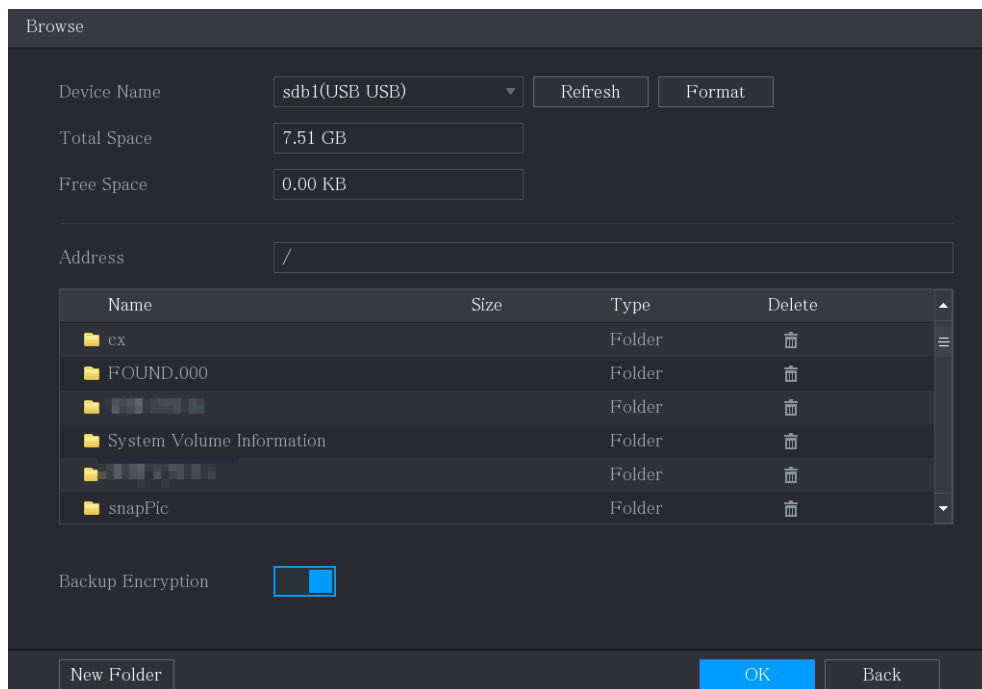 Browse
Device Name sdb1(USB USB) Refresh Format
Total Space 7.51 GB
Free Space 0.00 KB
Address /
Name Size Type Delete
cx Folder
FOUND.000 Folder
Folder
System Volume Information Folder
Folder
snapPic Folder
Backup Encryption
New Folder OK Back